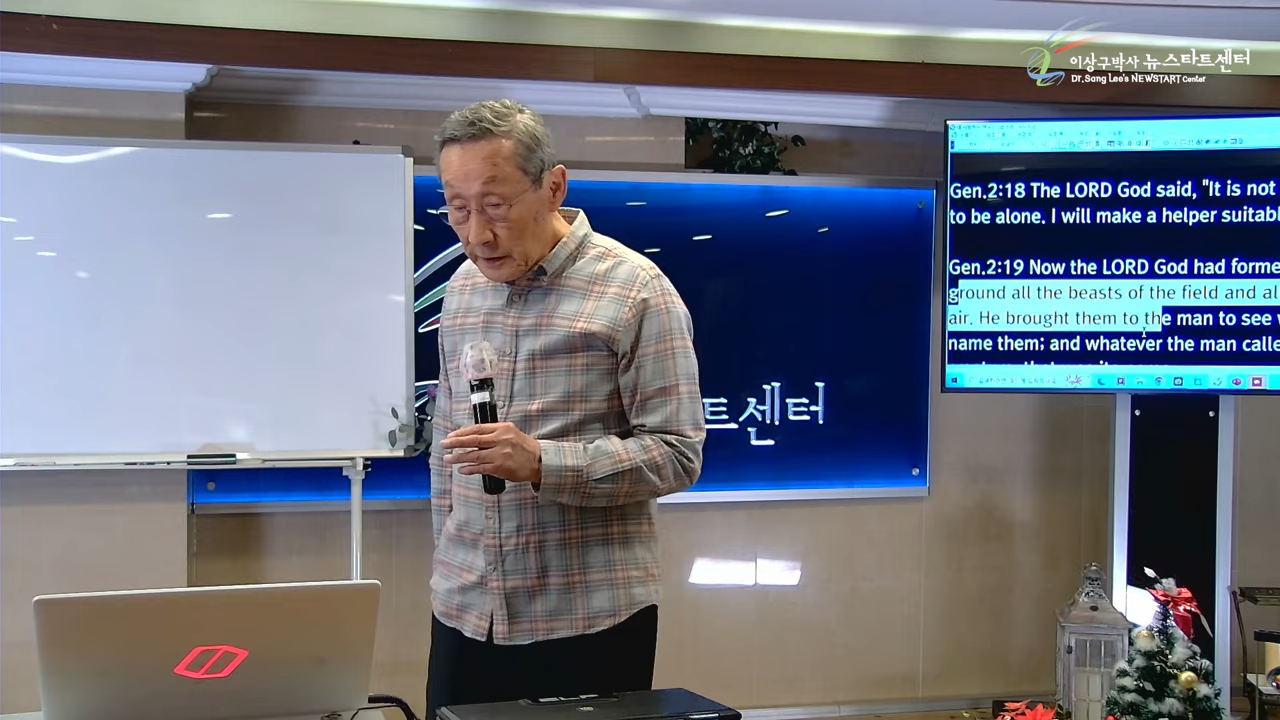 이상구박사 뉴스타트센터
Dr. Sang Lee's NEWSTART Center
Gen.2:18 The LORD God said, "It is not
to be alone. I will make a helper suitabl
Gen.2:19 Now the LORD God had forme
ground all the beasts of the field and al
air. He brought them to the man to see
name them; and whatever the man calle
트센터